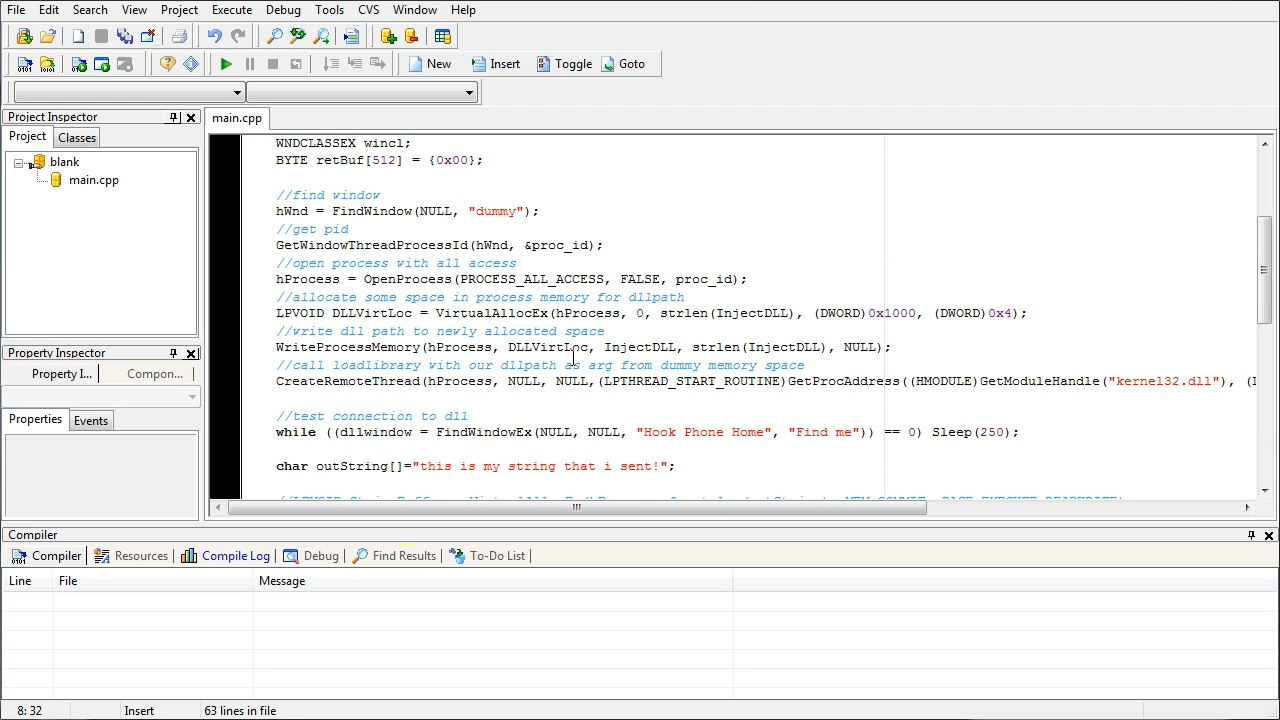 File Edit Search View Project Execute Debug Tools CVS Window Help
New Insert Toggle Goto
Project Inspector
main.cpp
Project Classes
blank
main.cpp
WNDCLASSEX wincl;
BYTE retBuf[512] = {0x00};
//find window
hWnd = FindWindow(NULL, "dummy");
//get pid
GetWindowThreadProcessId(hWnd, &proc_id);
//open process with all access
hProcess = OpenProcess(PROCESS_ALL_ACCESS, FALSE, proc_id);
//allocate some space in process memory for dllpath
LPVOID DLLVirtLoc = VirtualAllocEx(hProcess, 0, strlen(InjectDLL), (DWORD)0x1000, (DWORD)0x4);
//write dll path to newly allocated space
WriteProcessMemory(hProcess, DLLVirtLoc, InjectDLL, strlen(InjectDLL), NULL);
//call loadlibrary with our dllpath as arg from dummy memory space
CreateRemoteThread(hProcess, NULL, NULL,(LPTHREAD_START_ROUTINE)GetProcAddress((HMODULE)GetModuleHandle("kernel32.dll"), (
//test connection to dll
while ((dllwindow = FindWindowEx(NULL, NULL, "Hook Phone Home", "Find me")) == 0) Sleep(250);
char outString[]="this is my string that i sent!";
Property Inspector
Property I... Compon...
Properties Events
Compiler
Compiler Resources Compile Log Debug Find Results To-Do List
Line File Message
8: 32 Insert 63 lines in file